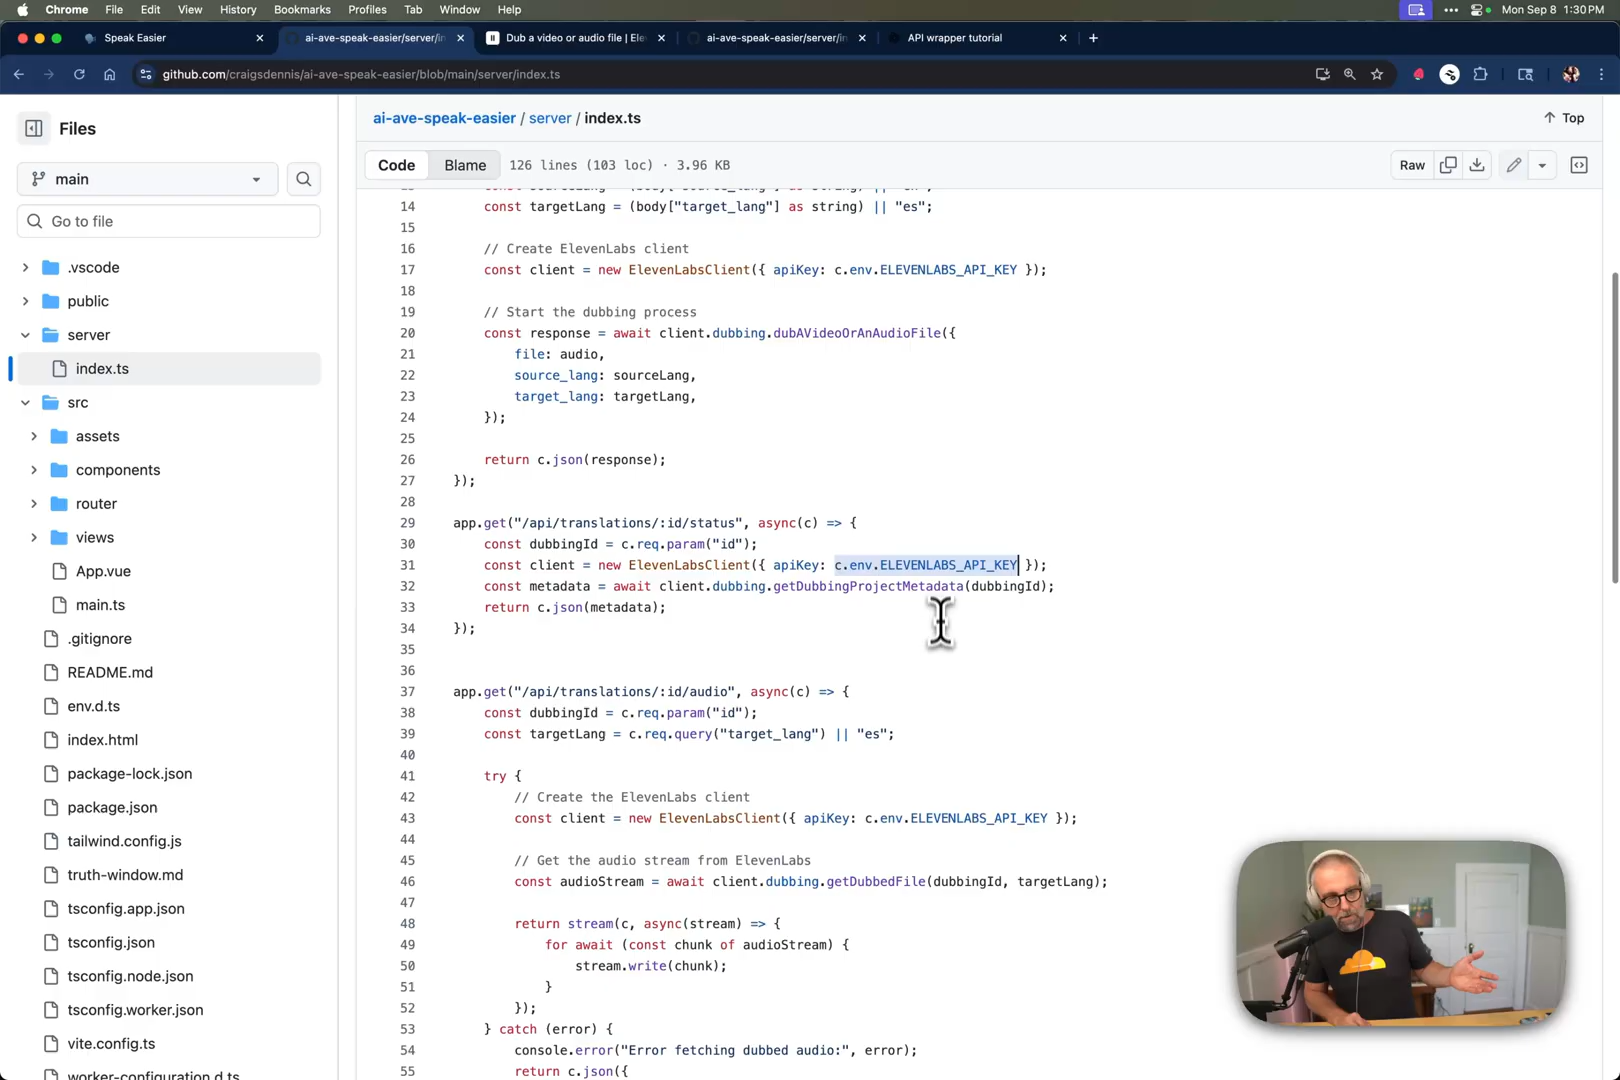 Chrome File Edit View History Bookmarks Profiles Tab Window Help Mon Sep 8 1:30 PM
Speak Easier ai-ave-speak-easier/server/in Dub a video or audio file | Ele ai-ave-speak-easier/server/in API wrapper tutorial
github.com/craigsdennis/ai-ave-speak-easier/blob/main/server/index.ts
Files
main
Go to file
.vscode
public
server
index.ts
src
assets
components
router
views
App.vue
main.ts
.gitignore
README.md
env.d.ts
index.html
package-lock.json
package.json
tailwind.config.js
truth-window.md
tsconfig.app.json
tsconfig.json
tsconfig.node.json
tsconfig.worker.json
vite.config.ts
worker-configuration.d.ts
ai-ave-speak-easier / server / index.ts
Top
Code Blame 126 lines (103 loc) · 3.96 KB Raw
14 const targetLang = (body["target_lang"] as string) || "es";
15
16 // Create ElevenLabs client
17 const client = new ElevenLabsClient({ apiKey: c.env.ELEVENLABS_API_KEY });
18
19 // Start the dubbing process
20 const response = await client.dubbing.dubAVideoOrAnAudioFile({
21 file: audio,
22 source_lang: sourceLang,
23 target_lang: targetLang,
24 });
25
26 return c.json(response);
27 });
28
29 app.get("/api/translations/:id/status", async(c) => {
30 const dubbingId = c.req.param("id");
31 const client = new ElevenLabsClient({ apiKey: c.env.ELEVENLABS_API_KEY });
32 const metadata = await client.dubbing.getDubbingProjectMetadata(dubbingId);
33 return c.json(metadata);
34 });
35
36
37 app.get("/api/translations/:id/audio", async(c) => {
38 const dubbingId = c.req.param("id");
39 const targetLang = c.req.query("target_lang") || "es";
40
41 try {
42 // Create the ElevenLabs client
43 const client = new ElevenLabsClient({ apiKey: c.env.ELEVENLABS_API_KEY });
44
45 // Get the audio stream from ElevenLabs
46 const audioStream = await client.dubbing.getDubbedFile(dubbingId, targetLang);
47
48 return stream(c, async(stream) => {
49 for await (const chunk of audioStream) {
50 stream.write(chunk);
51 }
52 });
53 } catch (error) {
54 console.error("Error fetching dubbed audio:", error);
55 return c.json({